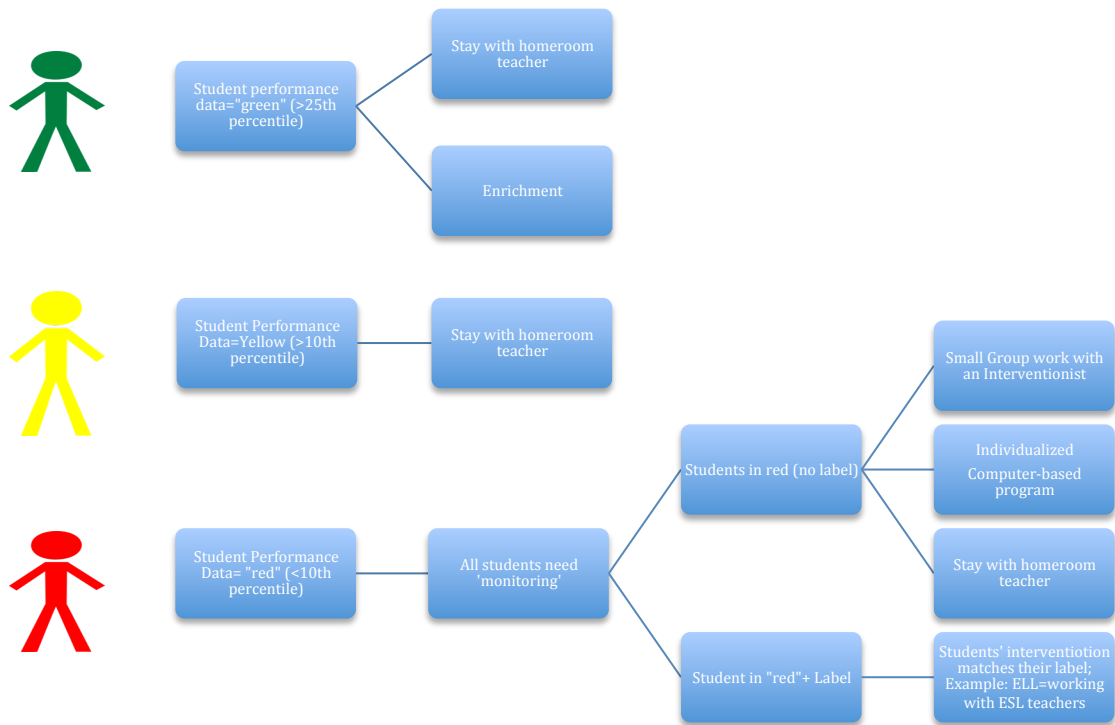 Stay with homeroom
teacher
Student performance
data="green" (>25th
percentile)
Enrichment
Student Performance
Data=Yellow (>10th
percentile)
Stay with homeroom
teacher
Small Group work with
an Interventionist
Students in red (no label)
Individualized
Computer-based
program
Student Performance
Data= "red" (<10th
percentile)
All students need
'monitoring'
Stay with homeroom
teacher
Student in "red"+ Label
Students' interventiotion
matches their label;
Example: ELL=working
with ESL teachers